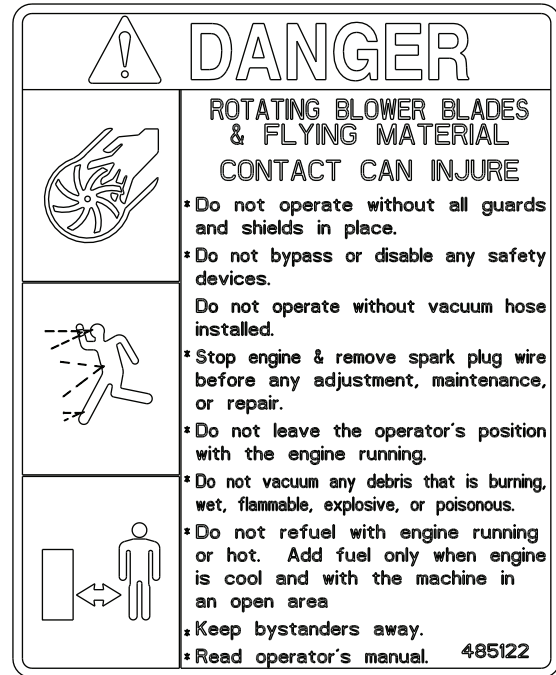 DANGER
ROTATING BLOWER BLADES
& FLYING MATERIAL
CONTACT CAN INJURE
* Do not operate without all guards
and shields in place.
* Do not bypass or disable any safety
devices.
Do not operate without vacuum hose
installed.
* Stop engine & remove spark plug wire
before any adjustment, maintenance,
or repair.
* Do not leave the operator's position
with the engine running.
* Do not vacuum any debris that is burning,
wet, flammable, explosive, or poisonous.
* Do not refuel with engine running
or hot. Add fuel only when engine
is cool and with the machine in
an open area
* Keep bystanders away.
* Read operator's manual. 485122